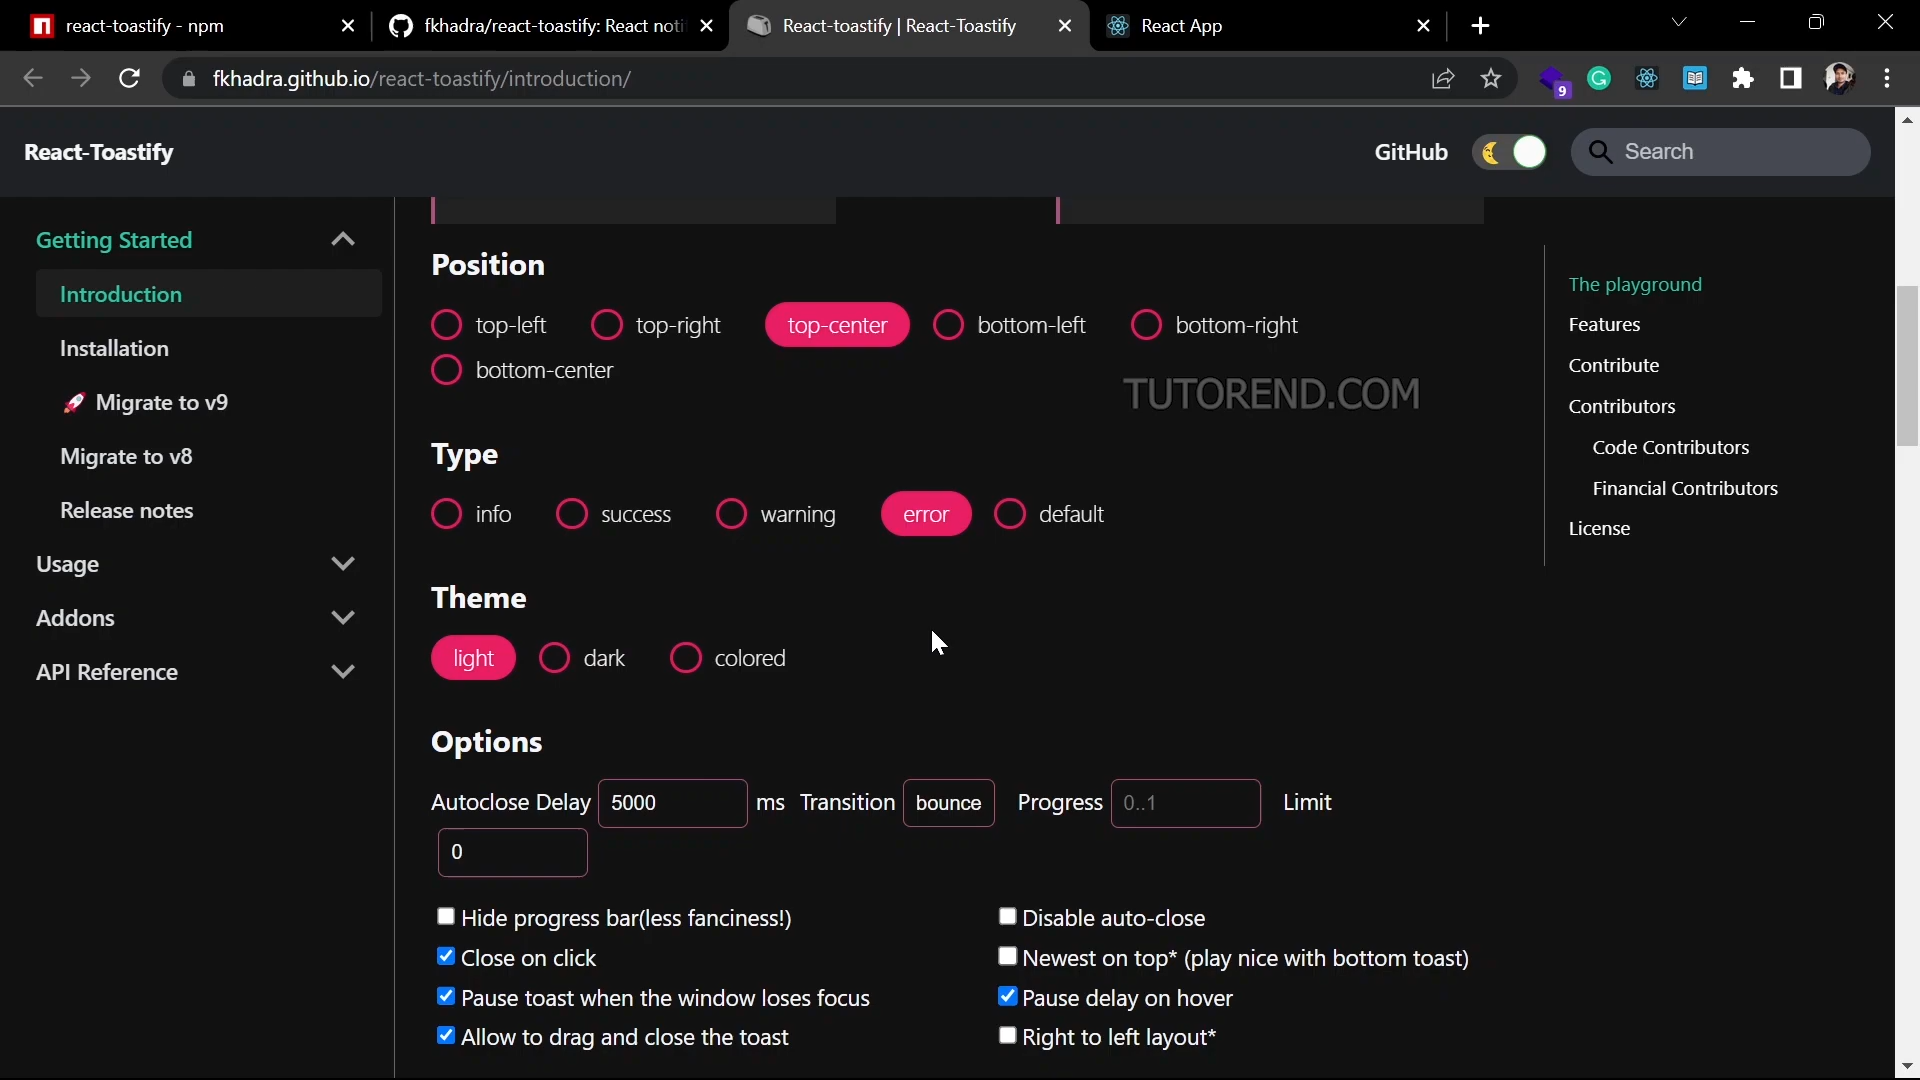 react-toastify - npm
fkhadra/react-toastify: React noti
React-toastify | React-Toastify
React App
fkhadra.github.io/react-toastify/introduction/
9
React-Toastify
GitHub
Search
Getting Started
Introduction
Installation
🚀 Migrate to v9
Migrate to v8
Release notes
Usage
Addons
API Reference
Position
top-left
top-right
top-center
bottom-left
bottom-right
bottom-center
TUTOREND.COM
Type
info
success
warning
error
default
Theme
light
dark
colored
Options
Autoclose Delay 5000 ms Transition bounce Progress 0..1 Limit
0
Hide progress bar(less fanciness!)
Close on click
Pause toast when the window loses focus
Allow to drag and close the toast
Disable auto-close
Newest on top* (play nice with bottom toast)
Pause delay on hover
Right to left layout*
The playground
Features
Contribute
Contributors
Code Contributors
Financial Contributors
License